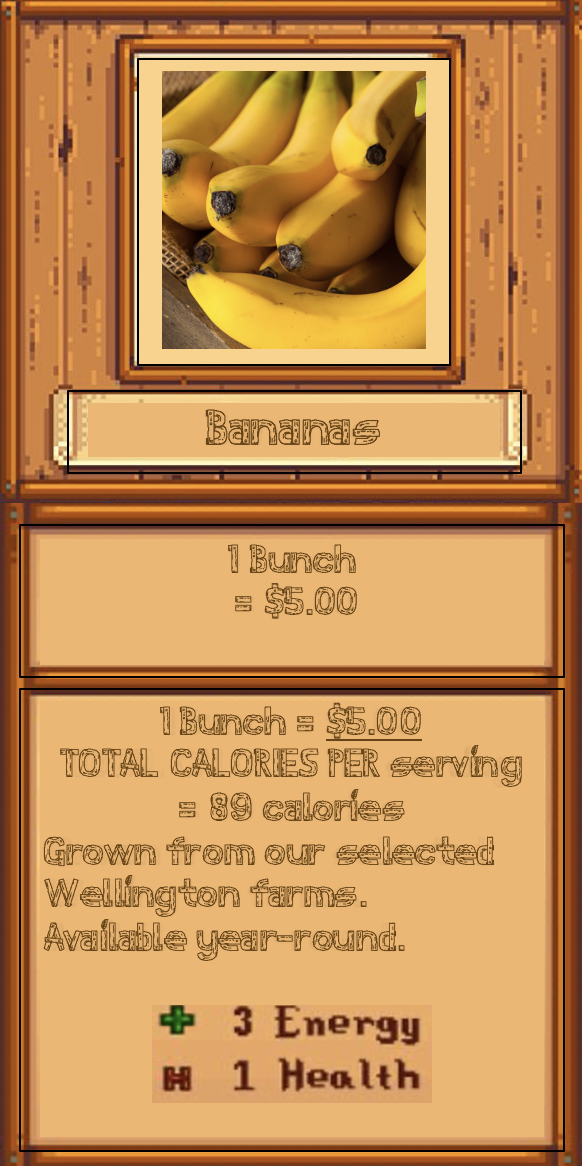 Bananas
1 Bunch
= $5.00
1 Bunch = $5.00
TOTAL CALORIES PER serving
= 89 calories
Grown from our selected
Wellington farms.
Available year-round.
3 Energy
1 Health